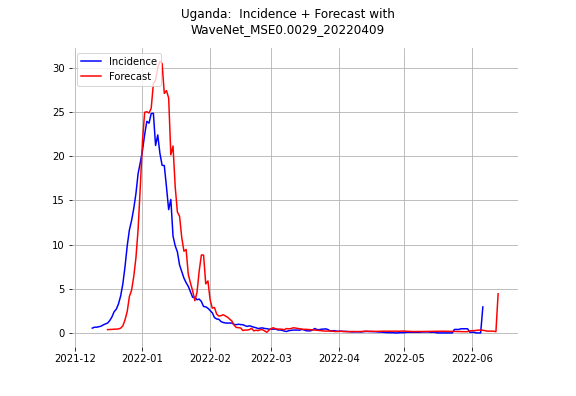 Uganda:  Incidence + Forecast with
WaveNet_MSE0.0029_20220409
Incidence
Forecast
30
25
20
15
10
5
0
2021-12 2022-01 2022-02 2022-03 2022-04 2022-05 2022-06